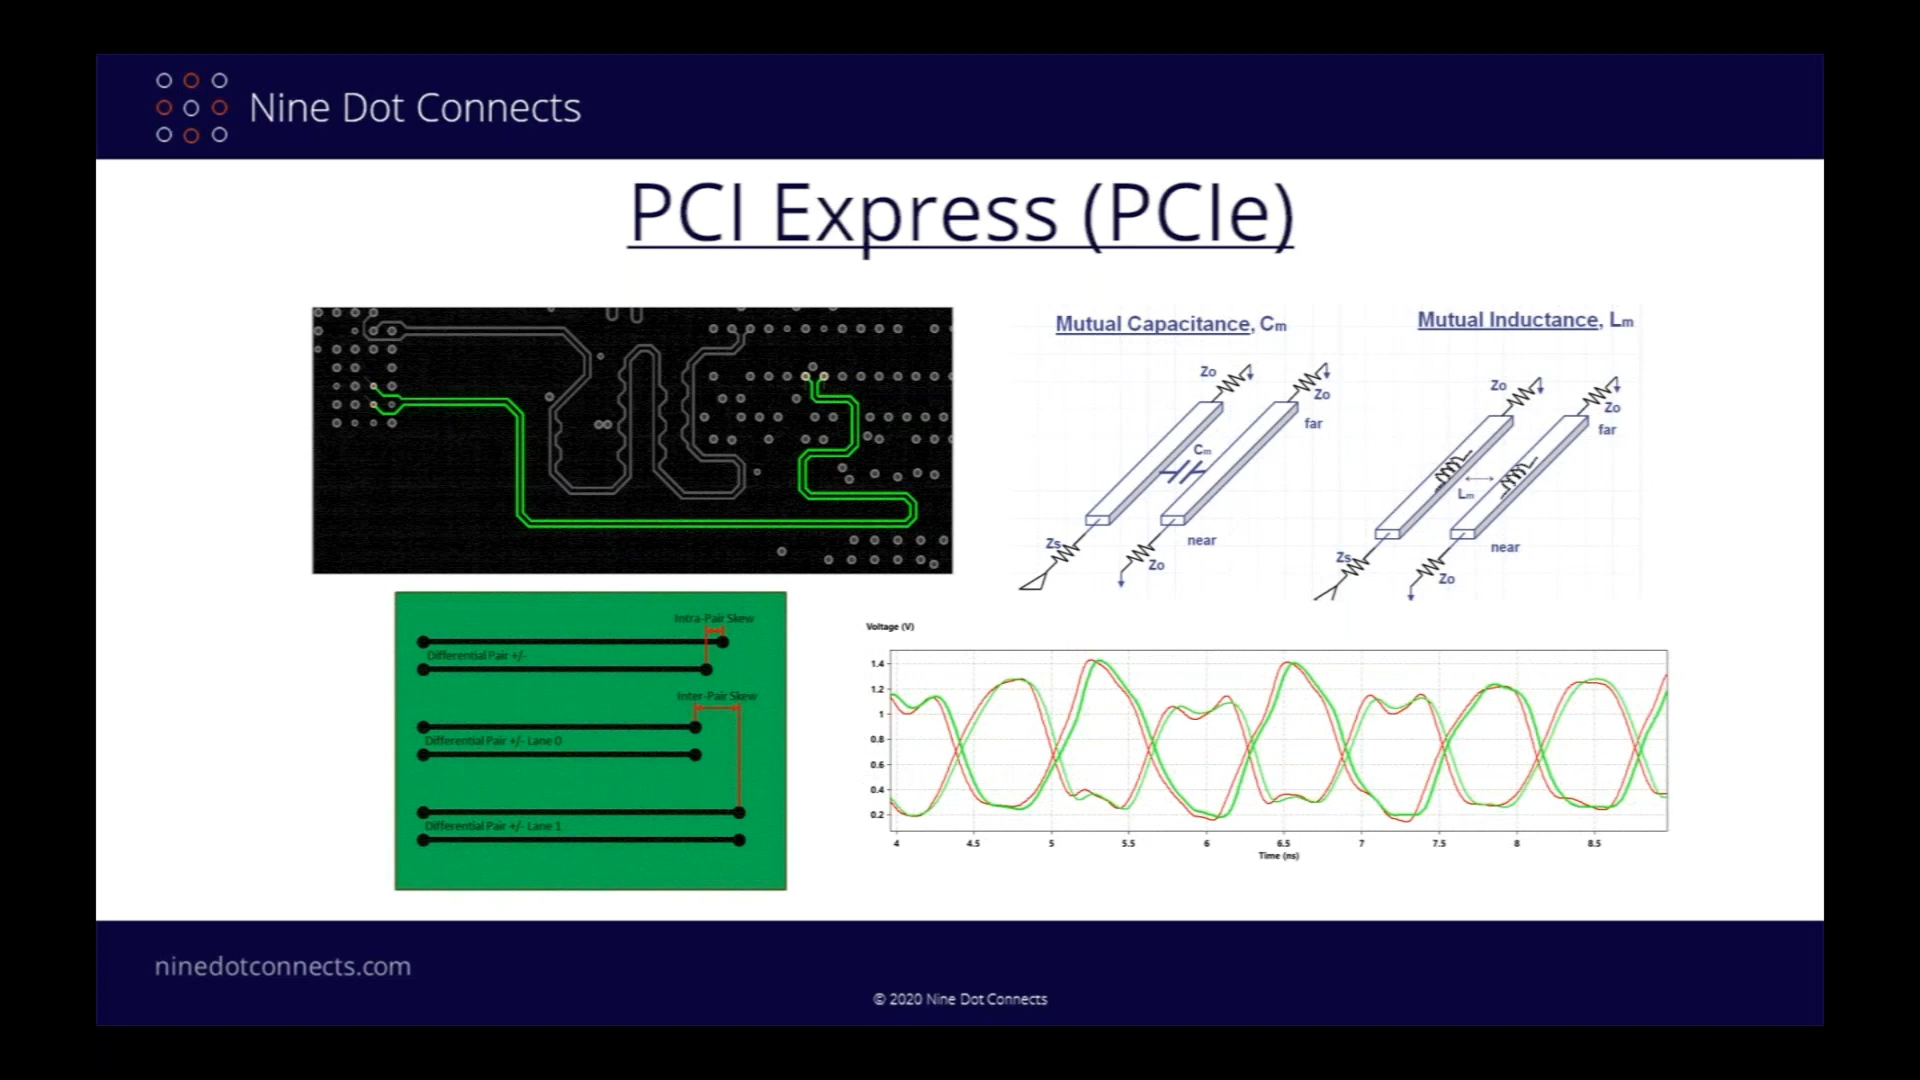 Nine Dot Connects
PCI Express (PCIe)
Mutual Capacitance, Cm
Zo
Zo
far
Cm
Zs
near
Zo
Mutual Inductance, Lm
Zo
Zo
far
Lm
Zs
near
Zo
Intra-Pair Skew
Differential Pair +/-
Inter-Pair Skew
Differential Pair +/- Lane 0
Differential Pair +/- Lane 1
Voltage (V)
1.4
1.2
1
0.8
0.6
0.4
0.2
4 4.5 5 5.5 6 6.5 7 7.5 8 8.5
Time (ns)
ninedotconnects.com
© 2020 Nine Dot Connects